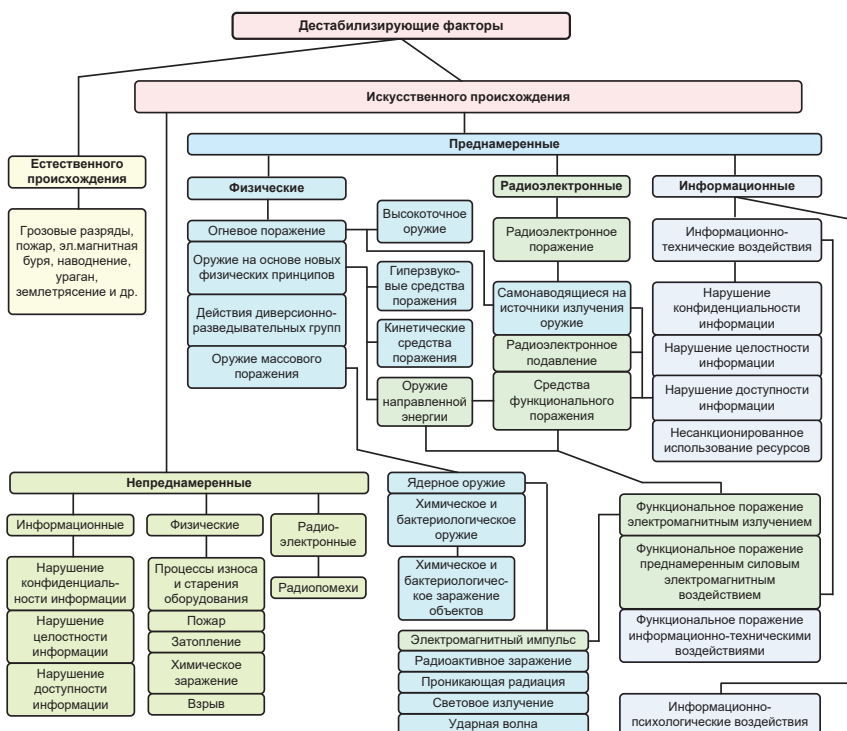 Дестабилизирующие факторы
Искусственного происхождения
Преднамеренные
Естественного
происхождения
Грозовые разряды,
пожар, эл.магнитная
буря, наводнение,
ураган,
землетрясение и др.
Физические
Огневое поражение
Оружие на основе новых
физических принципов
Действия диверсионно-
разведывательных групп
Оружие массового
поражения
Высокоточное
оружие
Гиперзвуко-
вые средства
поражения
Кинетические
средства
поражения
Оружие
направленной
энергии
Радиоэлектронные
Радиоэлектронное
поражение
Самонаводящиеся на
источники излучения
оружие
Радиоэлектронное
подавление
Средства
функционального
поражения
Информационные
Информационно-
технические воздействия
Нарушение
конфиденциальности
информации
Нарушение целостности
информации
Нарушение доступности
информации
Несанкционированное
использование ресурсов
Непреднамеренные
Информационные
Нарушение
конфиденциаль-
ности информации
Нарушение
целостности
информации
Нарушение
доступности
информации
Физические
Процессы износа
и старения
оборудования
Пожар
Затопление
Химическое
заражение
Взрыв
Радио-
электронные
Радиопомехи
Ядерное оружие
Химическое и
бактериологическое
оружие
Химическое и
бактериологичес-
кое заражение
объектов
Электромагнитный импульс
Радиоактивное заражение
Проникающая радиация
Световое излучение
Ударная волна
Функциональное поражение
электромагнитным излучением
Функциональное поражение
преднамеренным силовым
электромагнитным
воздействием
Функциональное поражение
информационно-техническими
воздействиями
Информационно-
психологические воздействия